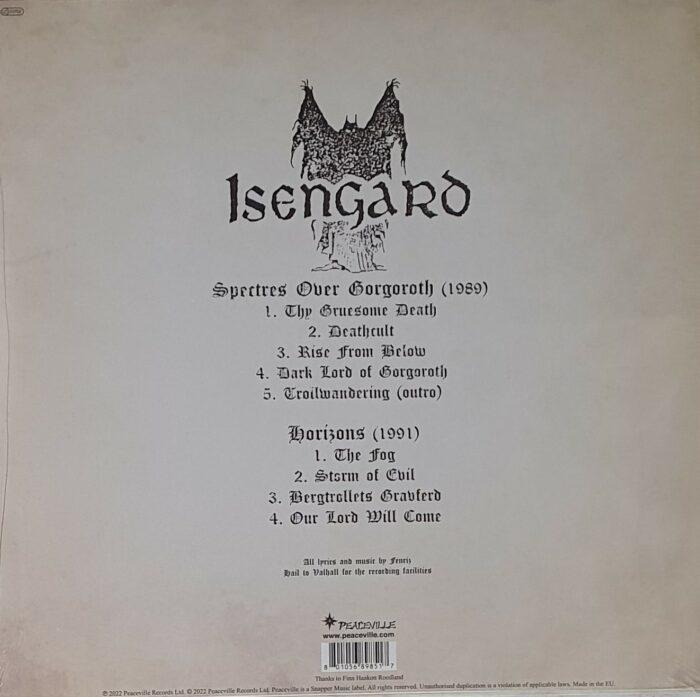 Isengard
Spectres Over Gorgoroth (1989)
1. Thy Gruesome Death
2. Deathcult
3. Rise From Below
4. Dark Lord of Gorgoroth
5. Trollwandering (outro)
Horizons (1991)
1. The Fog
2. Storm of Evil
3. Bergtrollets Gravferd
4. Our Lord Will Come
All lyrics and music by Fenriz
Hail to Valhall for the recording facilities
PEACEVILLE
www.peaceville.com
8 01056 89851 7
Thanks to Finn Haakon Roodland
℗ 2022 Peaceville Records Ltd. © 2022 Peaceville Records Ltd. Peaceville is a Snapper Music label. All rights reserved. Unauthorised duplication is a violation of applicable laws. Made in the EU.